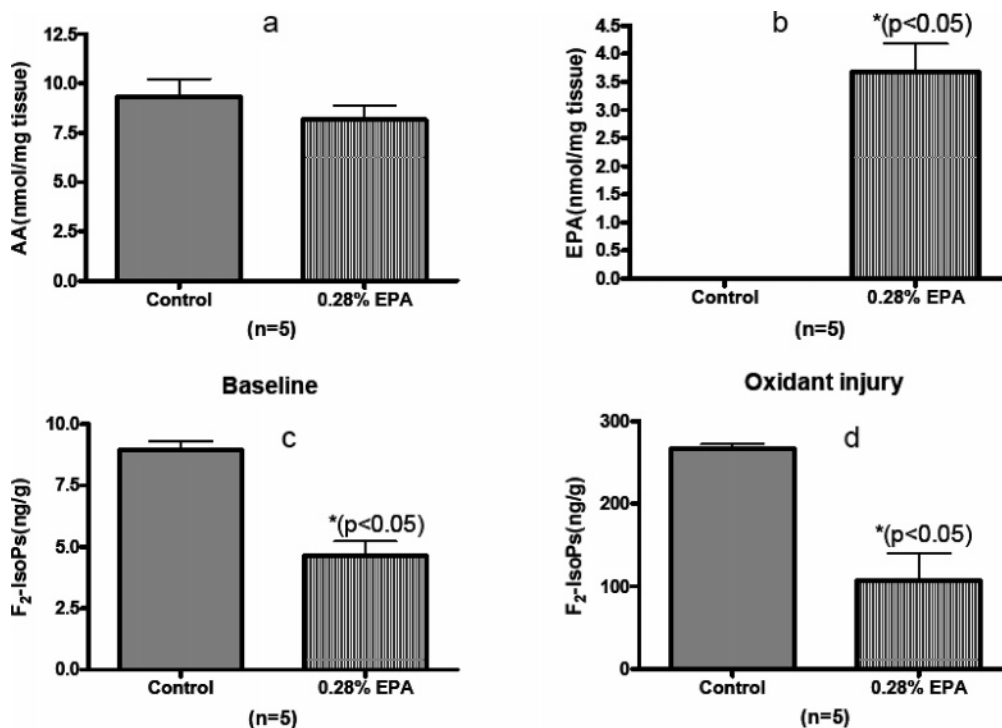 a
AA(nmol/mg tissue)
12.5
10.0
7.5
5.0
2.5
0.0
Control
0.28% EPA
(n=5)
b
*(p<0.05)
EPA(nmol/mg tissue)
4.5
4.0
3.5
3.0
2.5
2.0
1.5
1.0
0.5
0.0
Control
0.28% EPA
(n=5)
Baseline
c
F₂-IsoPs(ng/g)
10.0
7.5
5.0
2.5
0.0
*(p<0.05)
Control
0.28% EPA
(n=5)
Oxidant injury
d
F₂-IsoPs(ng/g)
300
200
100
0
*(p<0.05)
Control
0.28% EPA
(n=5)